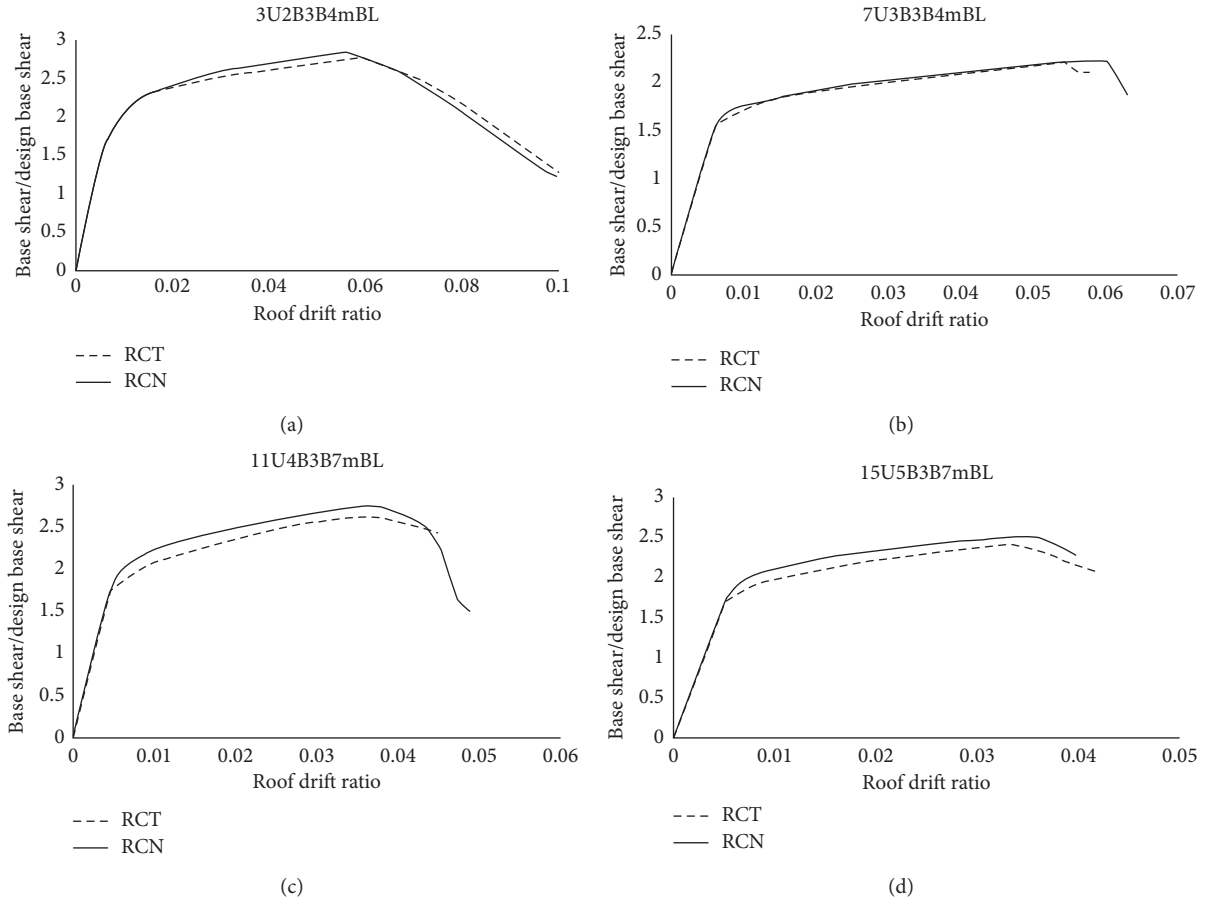 3U2B3B4mBL
Base shear/design base shear
3
2.5
2
1.5
1
0.5
0
0 0.02 0.04 0.06 0.08 0.1
Roof drift ratio
RCT
RCN
(a)
7U3B3B4mBL
Base shear/design base shear
2.5
2
1.5
1
0.5
0
0 0.01 0.02 0.03 0.04 0.05 0.06 0.07
Roof drift ratio
RCT
RCN
(b)
11U4B3B7mBL
Base shear/design base shear
3
2.5
2
1.5
1
0.5
0
0 0.01 0.02 0.03 0.04 0.05 0.06
Roof drift ratio
RCT
RCN
(c)
15U5B3B7mBL
Base shear/design base shear
3
2.5
2
1.5
1
0.5
0
0 0.01 0.02 0.03 0.04 0.05
Roof drift ratio
RCT
RCN
(d)